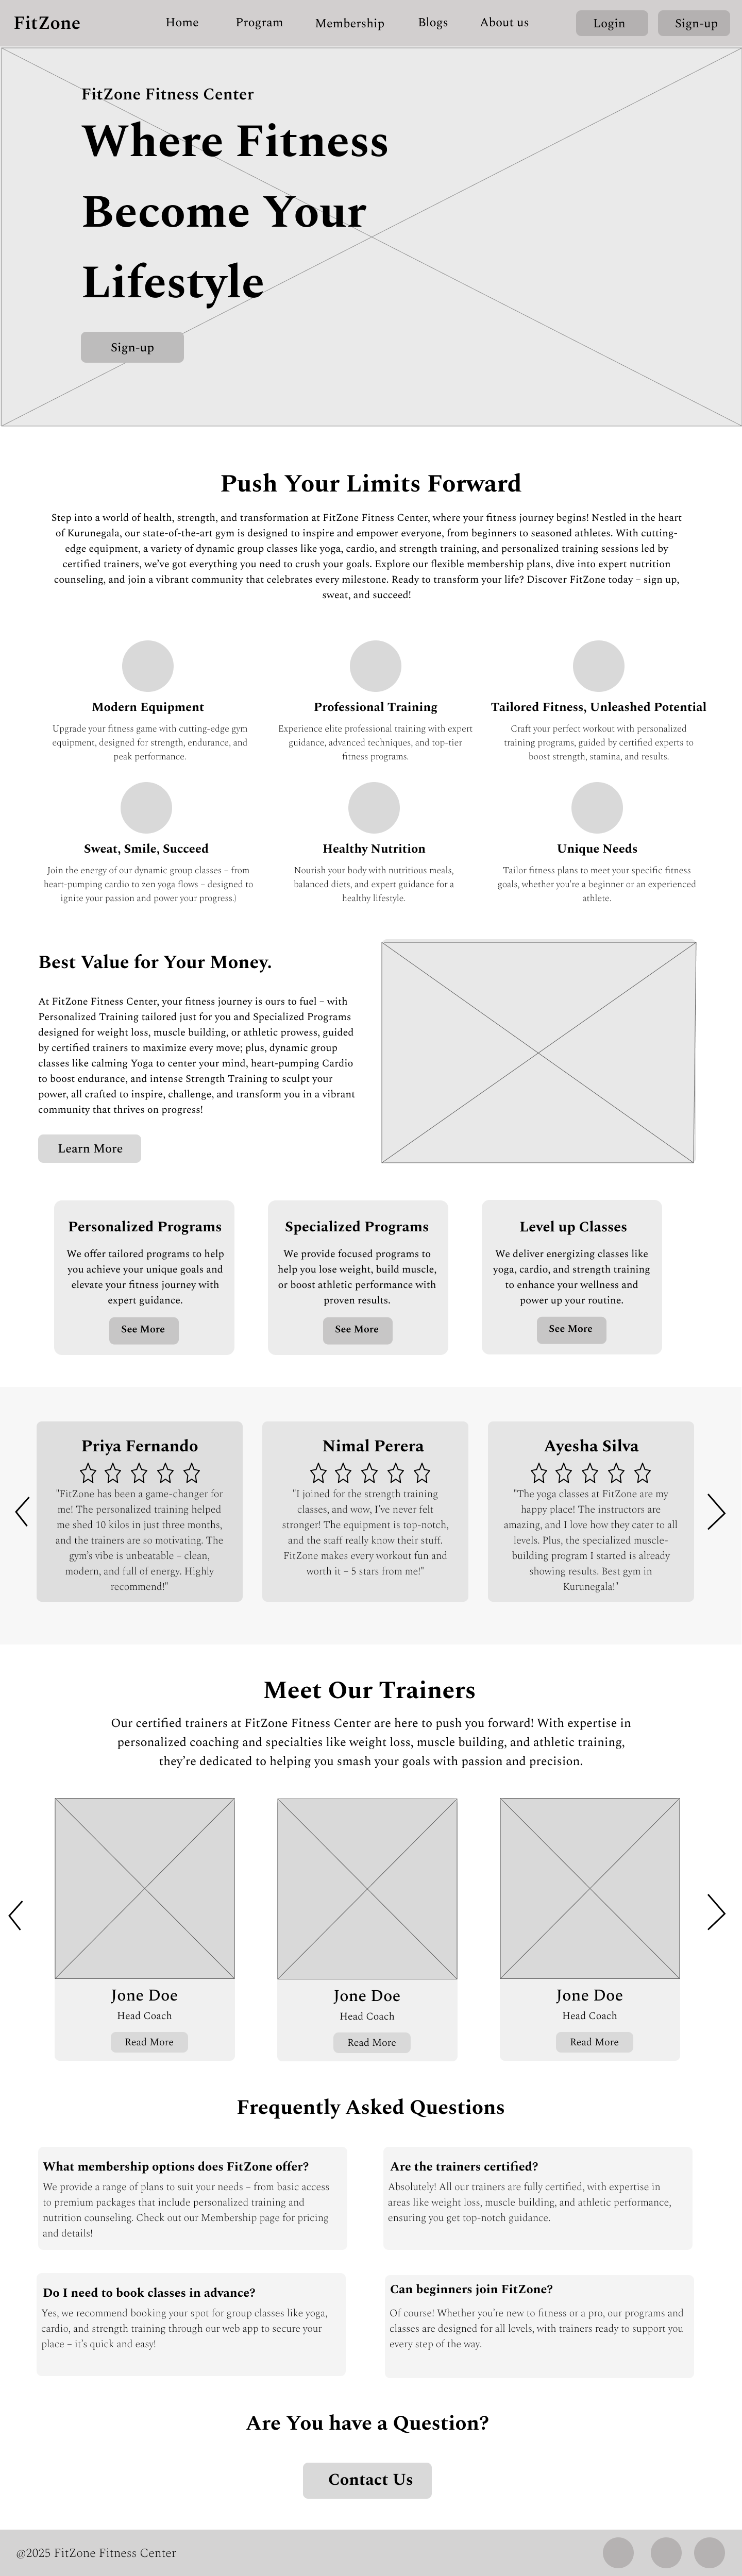 FitZone
Home
Program
Membership
Blogs
About us
Login
Sign-up
FitZone Fitness Center
Where Fitness
Become Your
Lifestyle
Sign-up
Push Your Limits Forward
Step into a world of health, strength, and transformation at FitZone Fitness Center, where your fitness journey begins! Nestled in the heart
of Kurunegala, our state-of-the-art gym is designed to inspire and empower everyone, from beginners to seasoned athletes. With cutting-
edge equipment, a variety of dynamic group classes like yoga, cardio, and strength training, and personalized training sessions led by
certified trainers, we've got everything you need to crush your goals. Explore our flexible membership plans, dive into expert nutrition
counseling, and join a vibrant community that celebrates every milestone. Ready to transform your life? Discover FitZone today – sign up,
sweat, and succeed!
Modern Equipment
Upgrade your fitness game with cutting-edge gym
equipment, designed for strength, endurance, and
peak performance.
Professional Training
Experience elite professional training with expert
guidance, advanced techniques, and top-tier
fitness programs.
Tailored Fitness, Unleashed Potential
Craft your perfect workout with personalized
training programs, guided by certified experts to
boost strength, stamina, and results.
Sweat, Smile, Succeed
Join the energy of our dynamic group classes – from
heart-pumping cardio to zen yoga flows – designed to
ignite your passion and power your progress.)
Healthy Nutrition
Nourish your body with nutritious meals,
balanced diets, and expert guidance for a
healthy lifestyle.
Unique Needs
Tailor fitness plans to meet your specific fitness
goals, whether you're a beginner or an experienced
athlete.
Best Value for Your Money.
At FitZone Fitness Center, your fitness journey is ours to fuel – with
Personalized Training tailored just for you and Specialized Programs
designed for weight loss, muscle building, or athletic prowess, guided
by certified trainers to maximize every move; plus, dynamic group
classes like calming Yoga to center your mind, heart-pumping Cardio
to boost endurance, and intense Strength Training to sculpt your
power, all crafted to inspire, challenge, and transform you in a vibrant
community that thrives on progress!
Learn More
Personalized Programs
We offer tailored programs to help
you achieve your unique goals and
elevate your fitness journey with
expert guidance.
See More
Specialized Programs
We provide focused programs to
help you lose weight, build muscle,
or boost athletic performance with
proven results.
See More
Level up Classes
We deliver energizing classes like
yoga, cardio, and strength training
to enhance your wellness and
power up your routine.
See More
Priya Fernando
"FitZone has been a game-changer for
me! The personalized training helped
me shed 10 kilos in just three months,
and the trainers are so motivating. The
gym's vibe is unbeatable – clean,
modern, and full of energy. Highly
recommend!"
Nimal Perera
"I joined for the strength training
classes, and wow, I've never felt
stronger! The equipment is top-notch,
and the staff really know their stuff.
FitZone makes every workout fun and
worth it – 5 stars from me!"
Ayesha Silva
"The yoga classes at FitZone are my
happy place! The instructors are
amazing, and I love how they cater to all
levels. Plus, the specialized muscle-
building program I started is already
showing results. Best gym in
Kurunegala!"
Meet Our Trainers
Our certified trainers at FitZone Fitness Center are here to push you forward! With expertise in
personalized coaching and specialties like weight loss, muscle building, and athletic training,
they're dedicated to helping you smash your goals with passion and precision.
Jone Doe
Head Coach
Read More
Jone Doe
Head Coach
Read More
Jone Doe
Head Coach
Read More
Frequently Asked Questions
What membership options does FitZone offer?
We provide a range of plans to suit your needs – from basic access
to premium packages that include personalized training and
nutrition counseling. Check out our Membership page for pricing
and details!
Are the trainers certified?
Absolutely! All our trainers are fully certified, with expertise in
areas like weight loss, muscle building, and athletic performance,
ensuring you get top-notch guidance.
Do I need to book classes in advance?
Yes, we recommend booking your spot for group classes like yoga,
cardio, and strength training through our web app to secure your
place – it's quick and easy!
Can beginners join FitZone?
Of course! Whether you're new to fitness or a pro, our programs and
classes are designed for all levels, with trainers ready to support you
every step of the way.
Are You have a Question?
Contact Us
@2025 FitZone Fitness Center